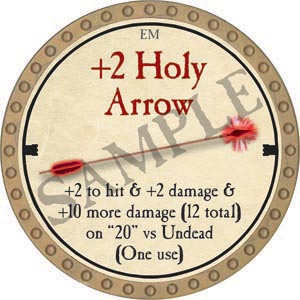 EM
+2 Holy
Arrow
SAMPLE
+2 to hit & +2 damage &
+10 more damage (12 total)
on “20” vs Undead
(One use)